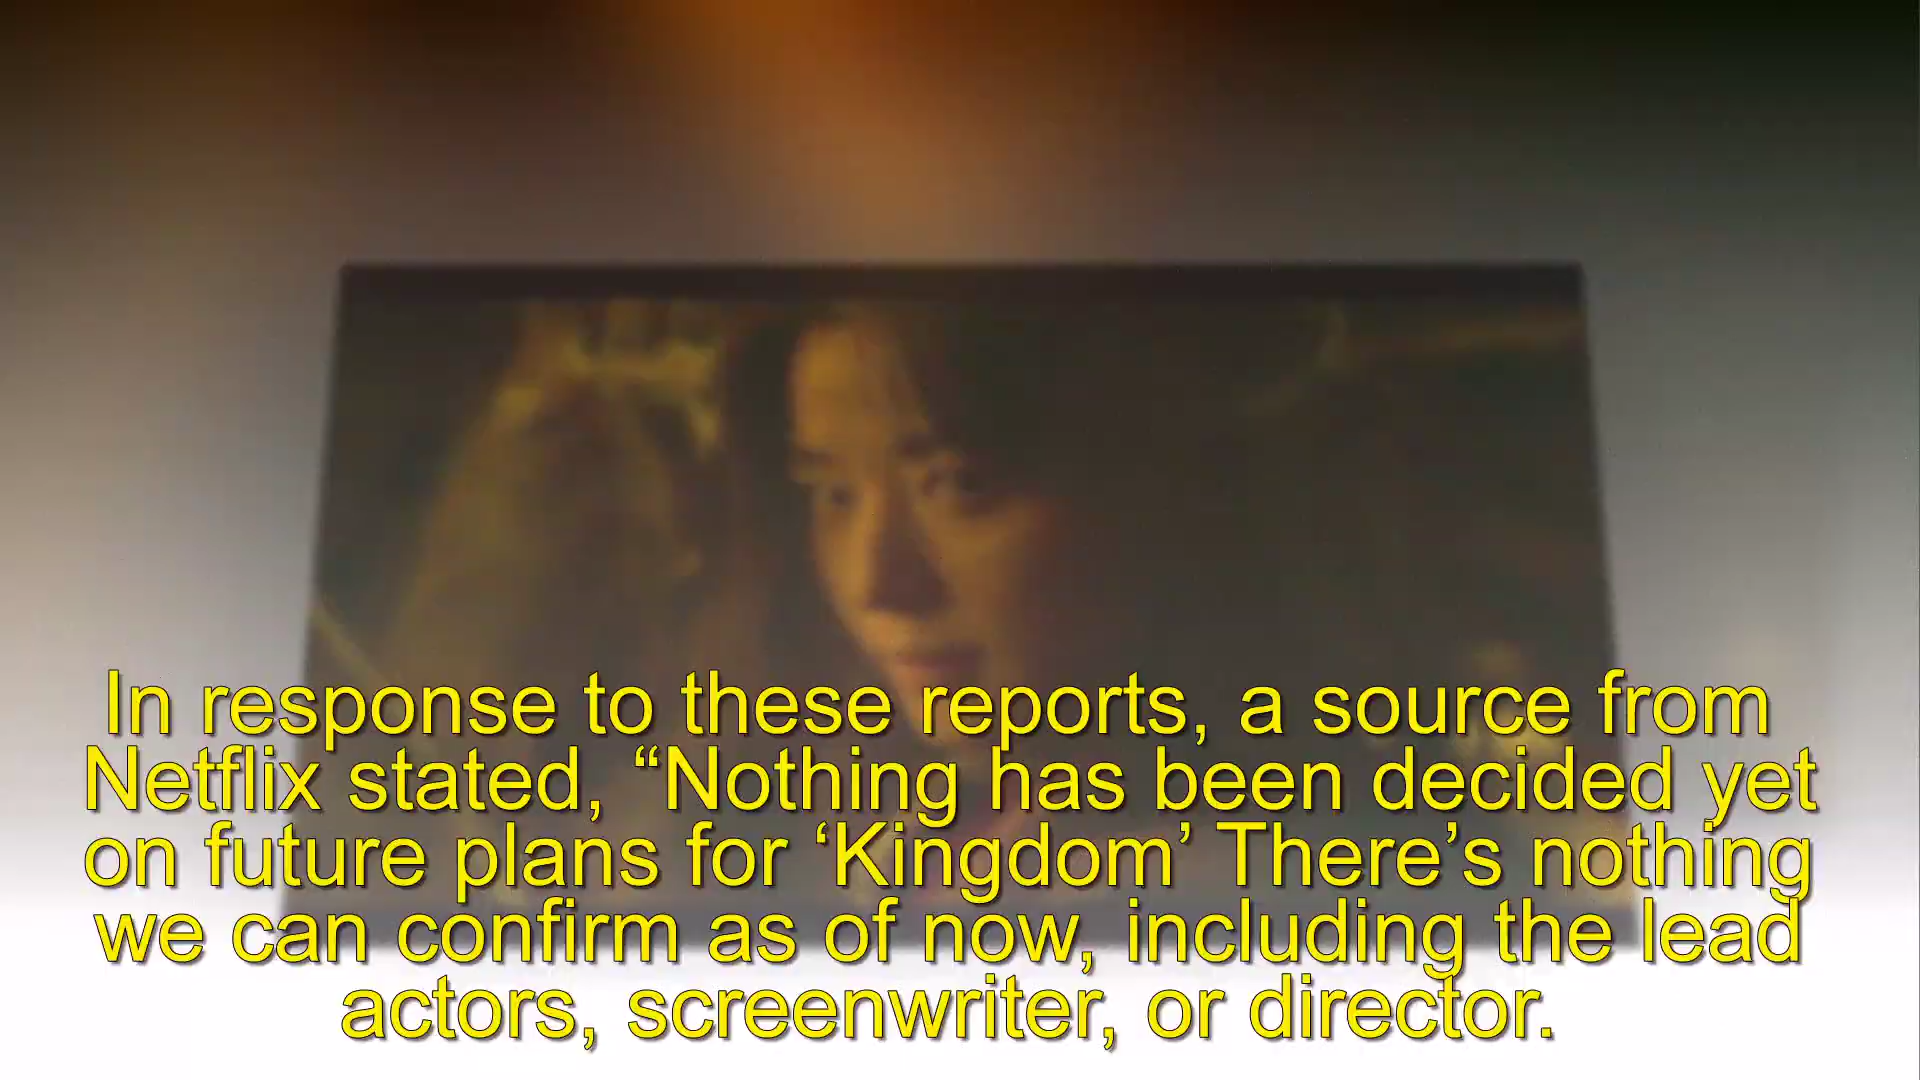 In response to these reports, a source from
Netflix stated, “Nothing has been decided yet
on future plans for ‘Kingdom’ There’s nothing
we can confirm as of now, including the lead
actors, screenwriter, or director.